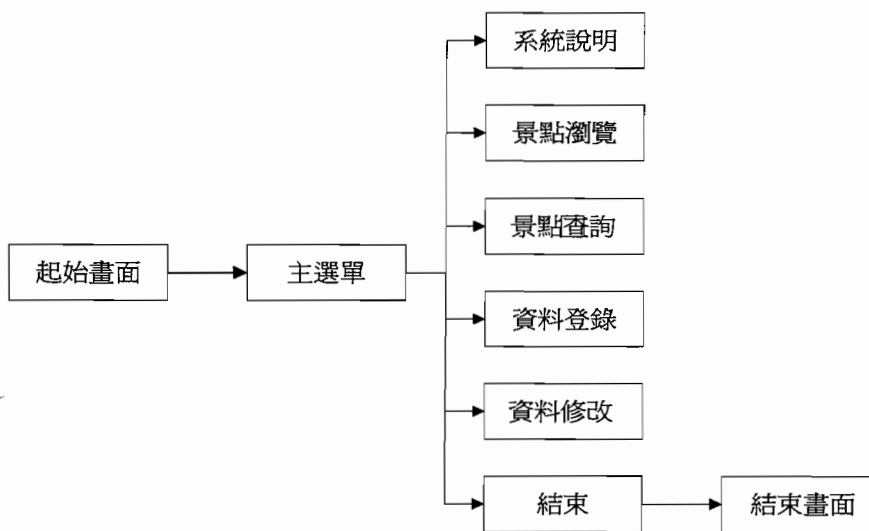 系統說明
景點瀏覽
景點查詢
起始畫面
主選單
資料登錄
資料修改
結束
結束畫面